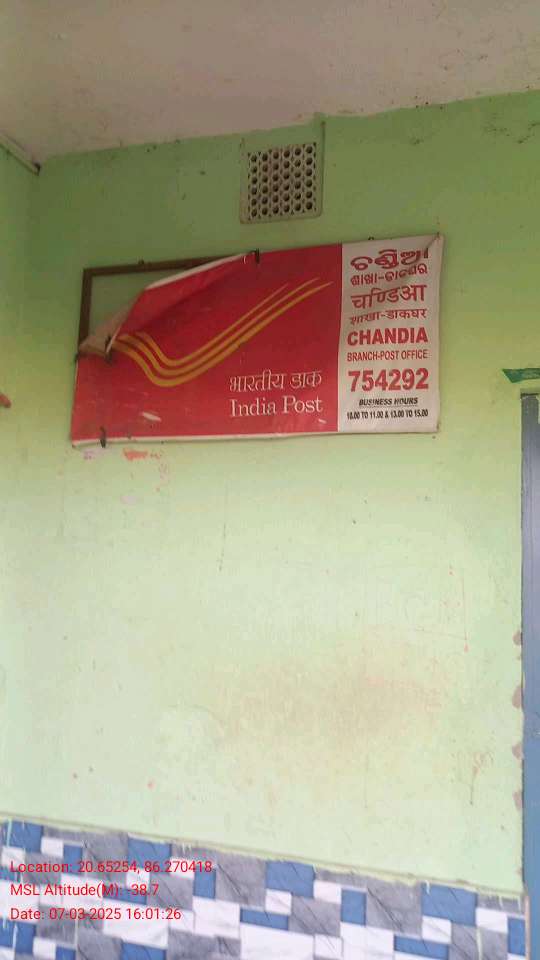 ଚଣ୍ଡିଆ
ଶାଖା-ଡାକଘର
चण्डिआ
शाखा-डाकघर
CHANDIA
BRANCH-POST OFFICE
754292
BUSINESS HOURS
10.00 TO 11.00 & 13.00 TO 15.00
भारतीय डाक
India Post
Location: 20.65254, 86.270418
MSL Altitude(M): -38.7
Date: 07-03-2025 16:01:26